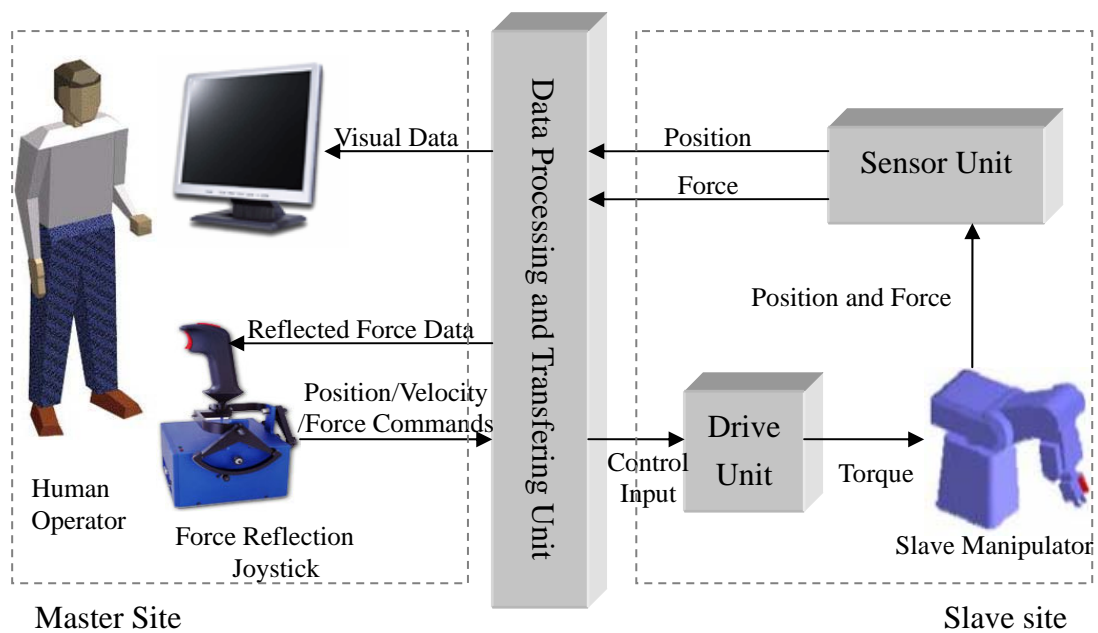 Visual Data
Reflected Force Data
Position/Velocity
/Force Commands
Human
Operator
Force Reflection
Joystick
Master Site
Data Processing and Transfering Unit
Position
Force
Sensor Unit
Position and Force
Control
Input
Drive
Unit
Torque
Slave Manipulator
Slave site